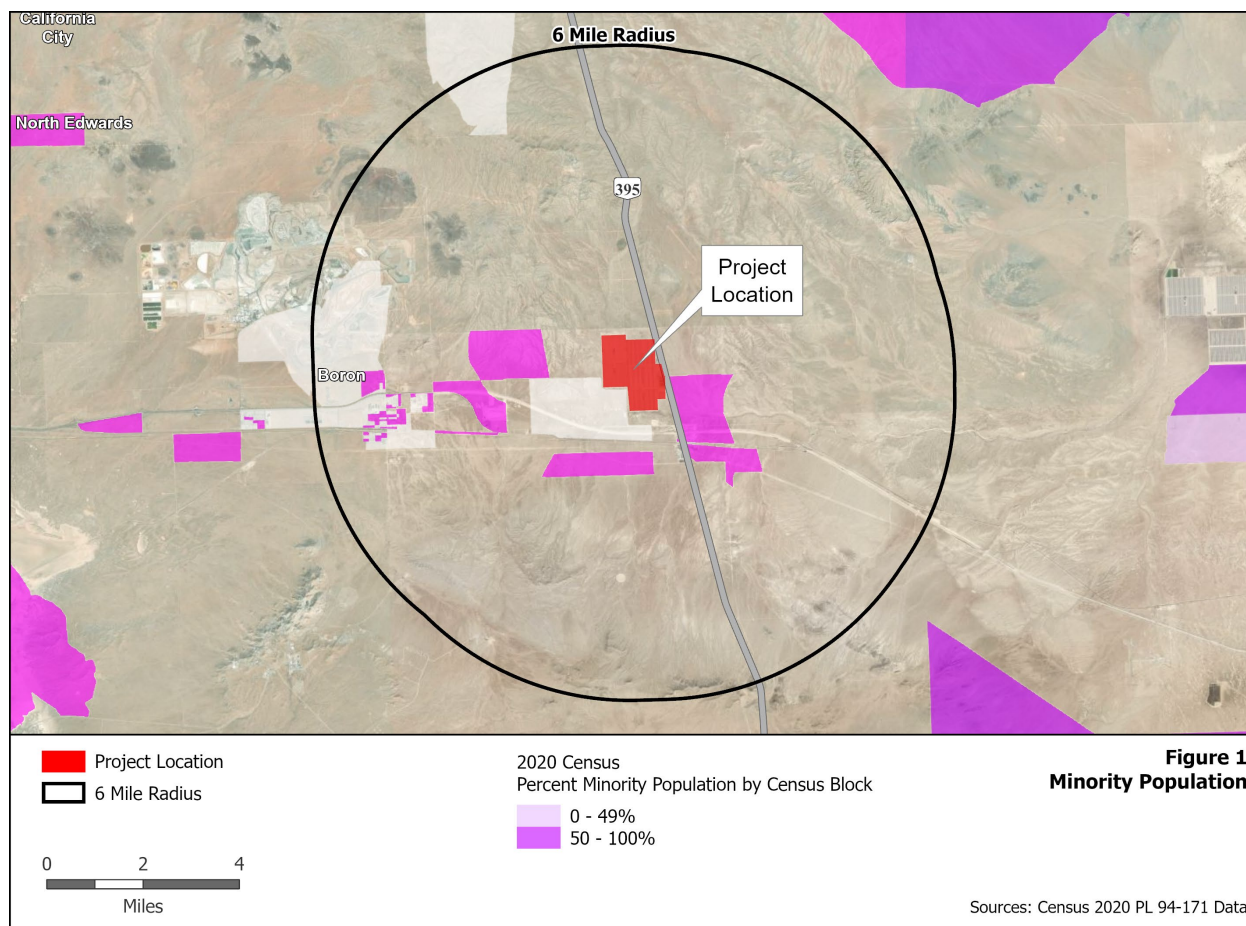 California
City
6 Mile Radius
North Edwards
395
Project
Location
Boron
Project Location
6 Mile Radius
0 2 4
Miles
2020 Census
Percent Minority Population by Census Block
0 - 49%
50 - 100%
Figure 1
Minority Population
Sources: Census 2020 PL 94-171 Data